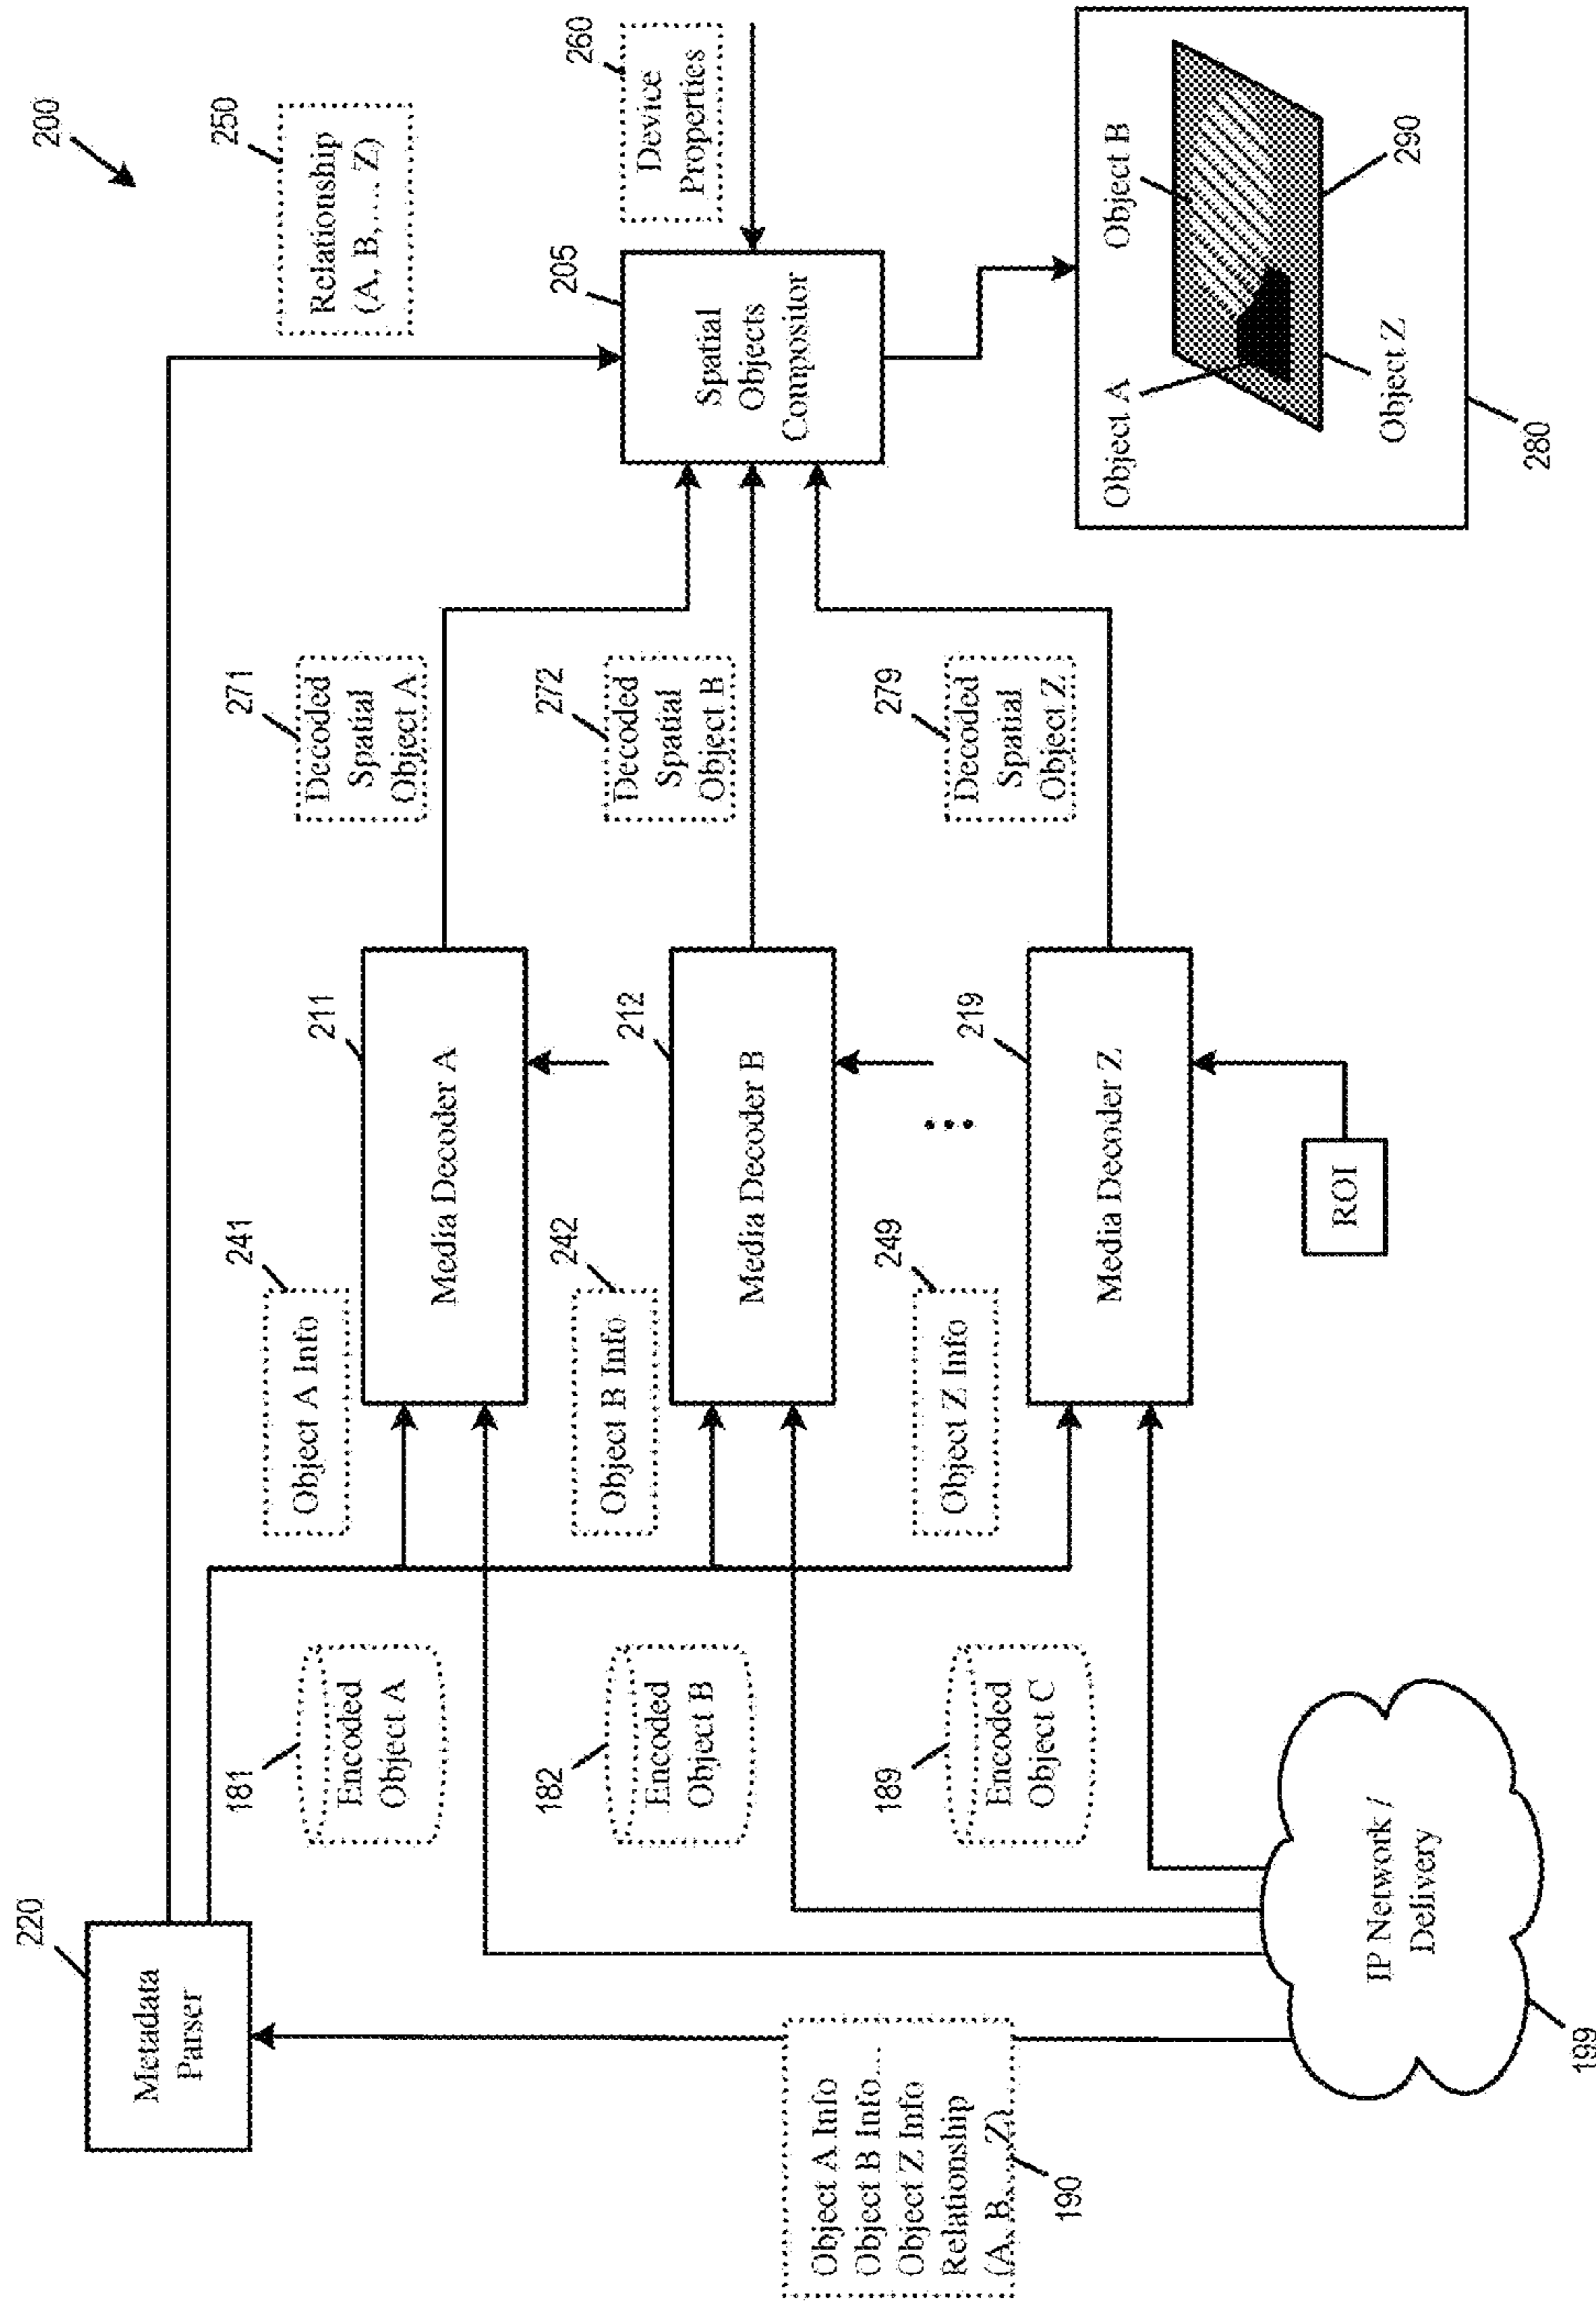 200
220
Metadata
Parser
250
Relationship
(A, B,.... Z)
Object A Info
Object B Info....
Object Z Info
Relationship
(A, B,.... Z)
190
181
Encoded
Object A
241
Object A Info
211
Media Decoder A
271
Decoded
Spatial
Object A
260
Device
Properties
205
Spatial
Objects
Compositor
182
Encoded
Object B
242
Object B Info
212
Media Decoder B
272
Decoded
Spatial
Object B
189
Encoded
Object C
249
Object Z Info
...
219
Media Decoder Z
279
Decoded
Spatial
Object Z
Object A
Object B
Object Z
290
280
IP Network /
Delivery
199
ROI